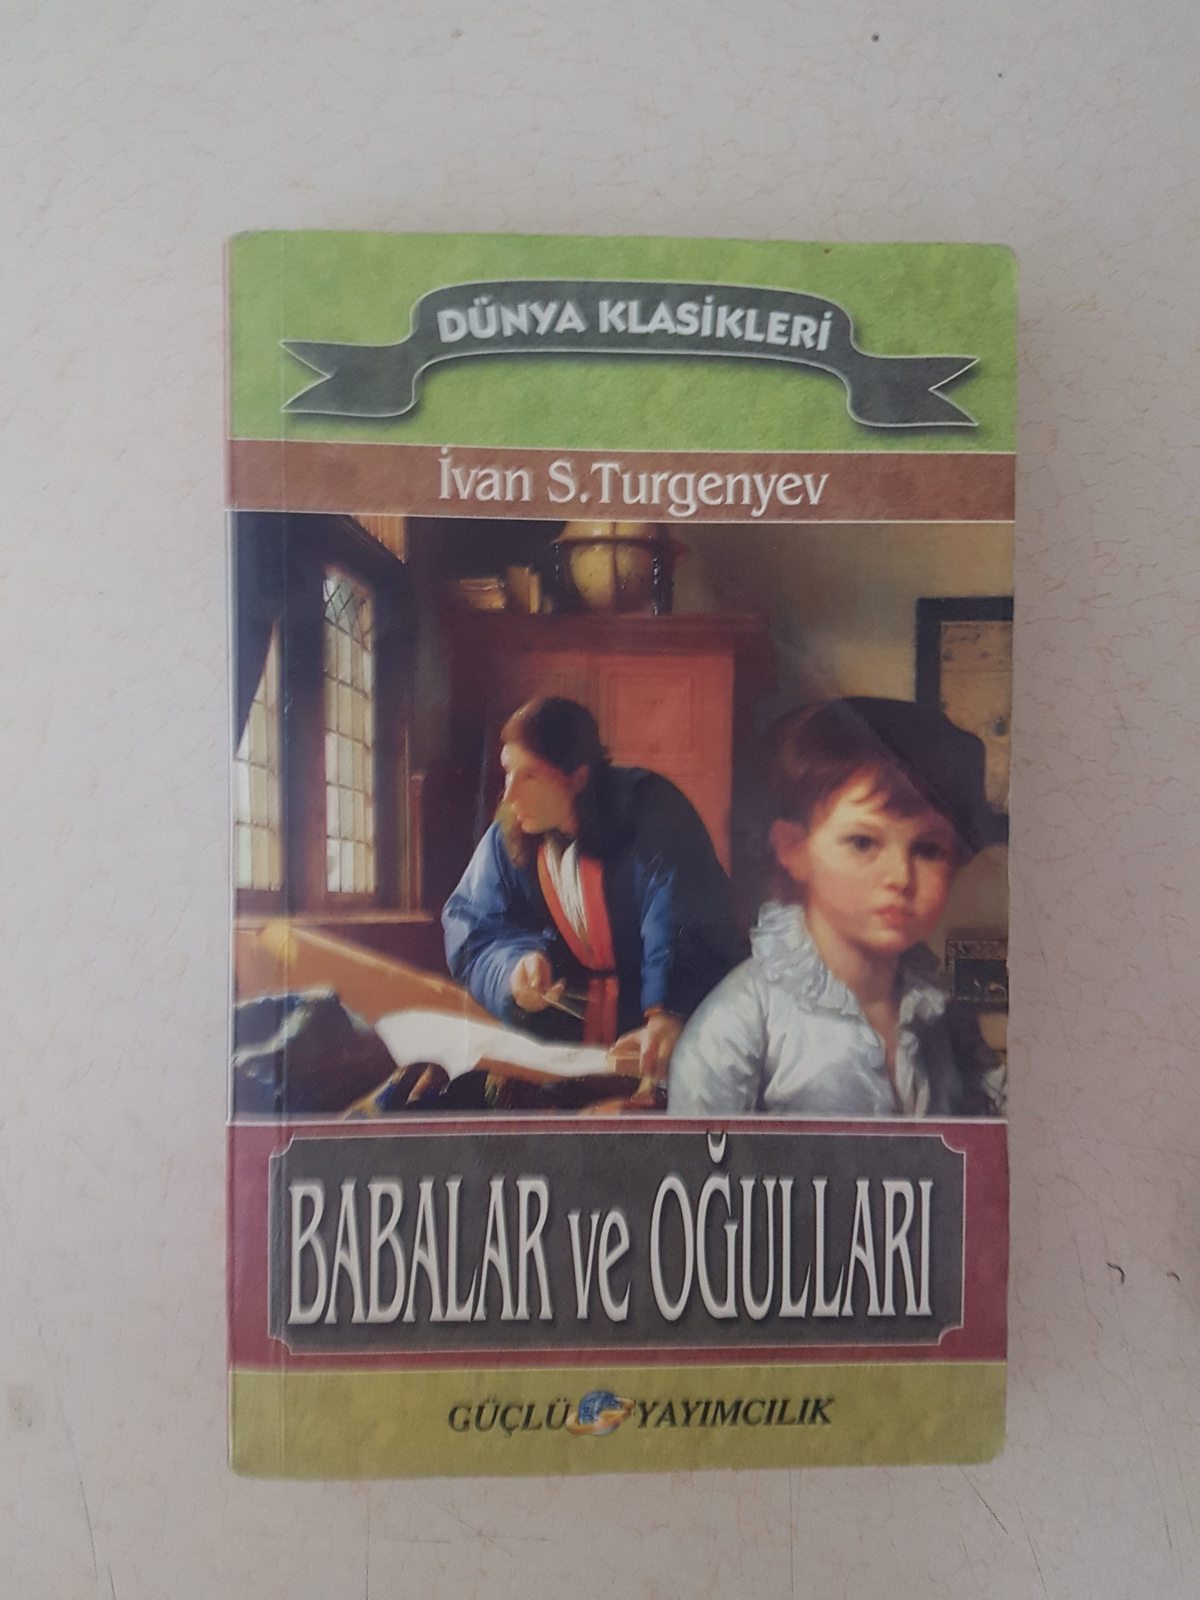 DÜNYA KLASİKLERİ
İvan S.Turgenyev
BABALAR ve OĞULLARI
GÜÇLÜ YAYIMCILIK